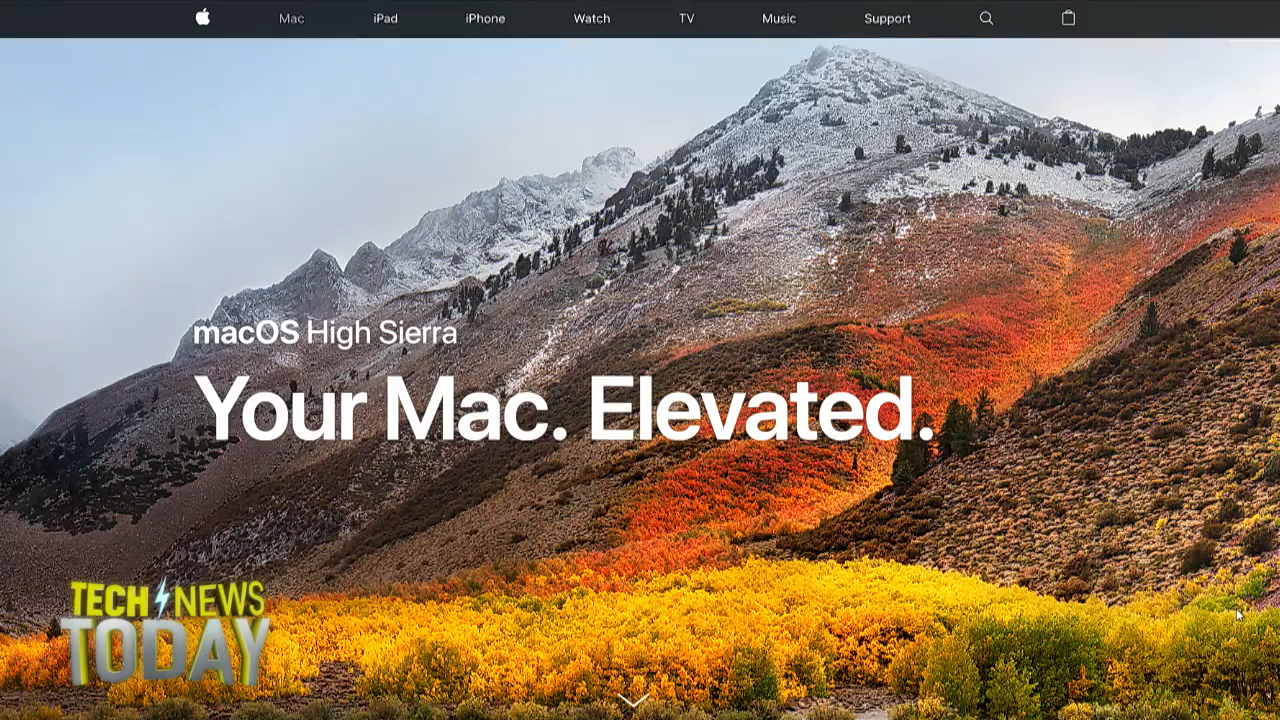 Mac iPad iPhone Watch TV Music Support
macOS High Sierra
Your Mac. Elevated.
TECH NEWS
TODAY